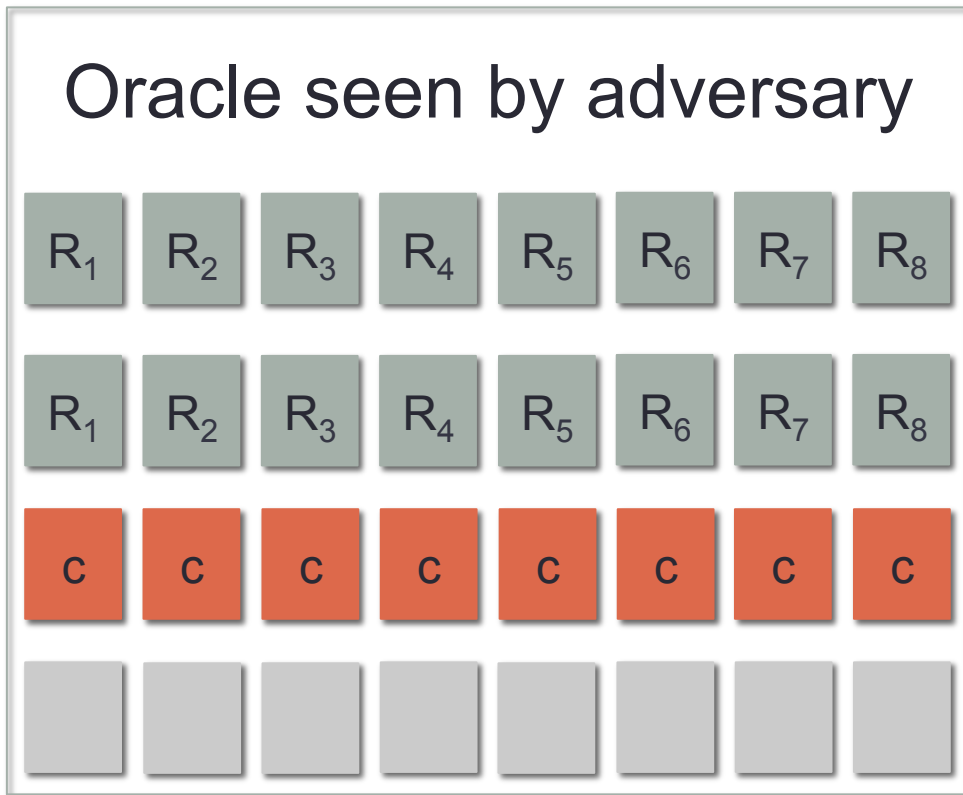 Oracle seen by adversary
R₁ R₂ R₃ R₄ R₅ R₆ R₇ R₈
R₁ R₂ R₃ R₄ R₅ R₆ R₇ R₈
c c c c c c c c